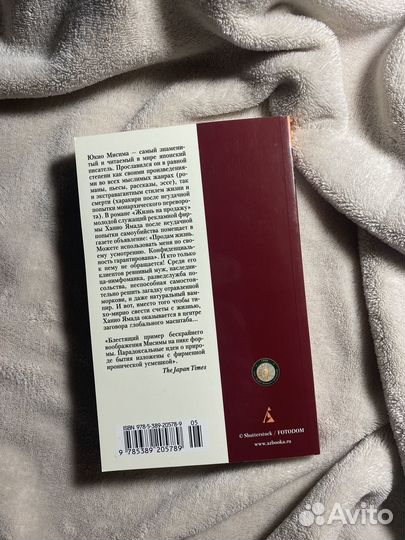 Юкио Мисима — самый знамени-
тый и читаемый в мире японский
писатель. Прославился он в равной
степени как своими произведения-
ми во всех мыслимых жанрах (ро-
маны, пьесы, рассказы, эссе), так
и экстравагантным стилем жизни и
смерти (харакири после неудачной
попытки монархического переворо-
та). В романе «Жизнь на продажу»
молодой служащий рекламной фир-
мы Ханио Ямада после неудачной
попытки самоубийства помещает в
газете объявление: «Продам жизнь.
Можете использовать меня по сво-
ему усмотрению. Конфиденциаль-
ность гарантирована». И кто только
к нему не обращается! Среди его
клиентов ревнивый муж, наследни-
ца-нимфоманка, разведслужба по-
сольства, неспособная самостоя-
тельно решить загадку отравленной
моркови, и даже натуральный вам-
пир; но вместо того чтобы ти-
хо-мирно свести счеты с жизнью,
Ханио Ямада оказывается в центре
заговора глобального масштаба...
«Блестящий пример бескрайнего
воображения Мисимы на пике фор-
мы. Парадоксальные идеи о приро-
де бытия изложены с фирменной
иронической усмешкой».
The Japan Times
ISBN 978-5-389-20578-9
05
9 785389 205789
А
© Shutterstock / FOTODOM
www.azbooka.ru
Avito